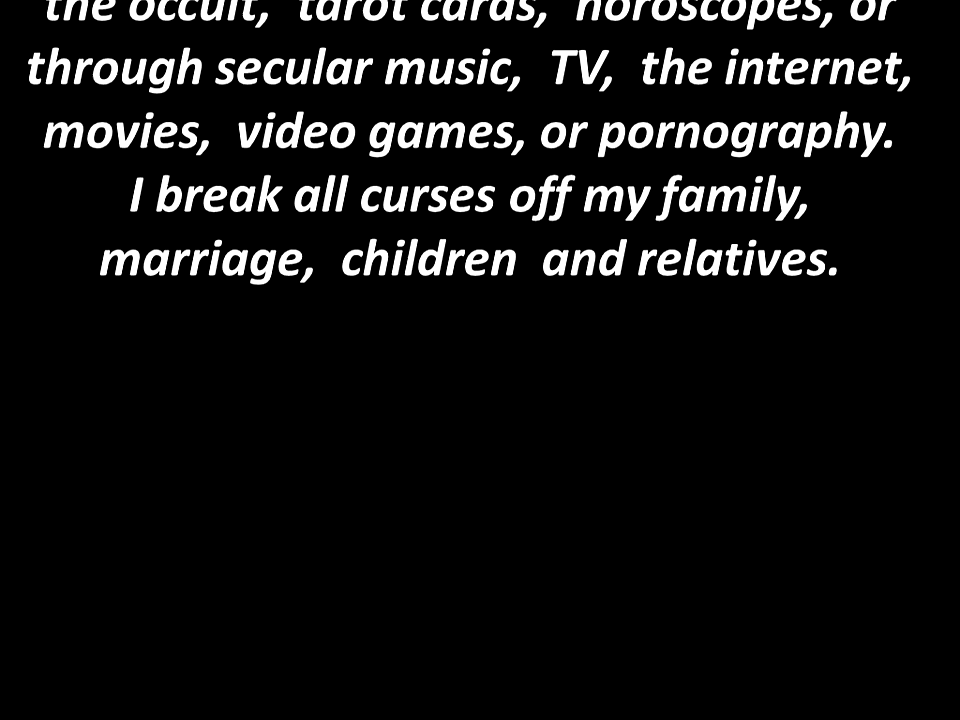 the occult, tarot cards, horoscopes, or
through secular music, TV, the internet,
movies, video games, or pornography.
I break all curses off my family,
marriage, children and relatives.